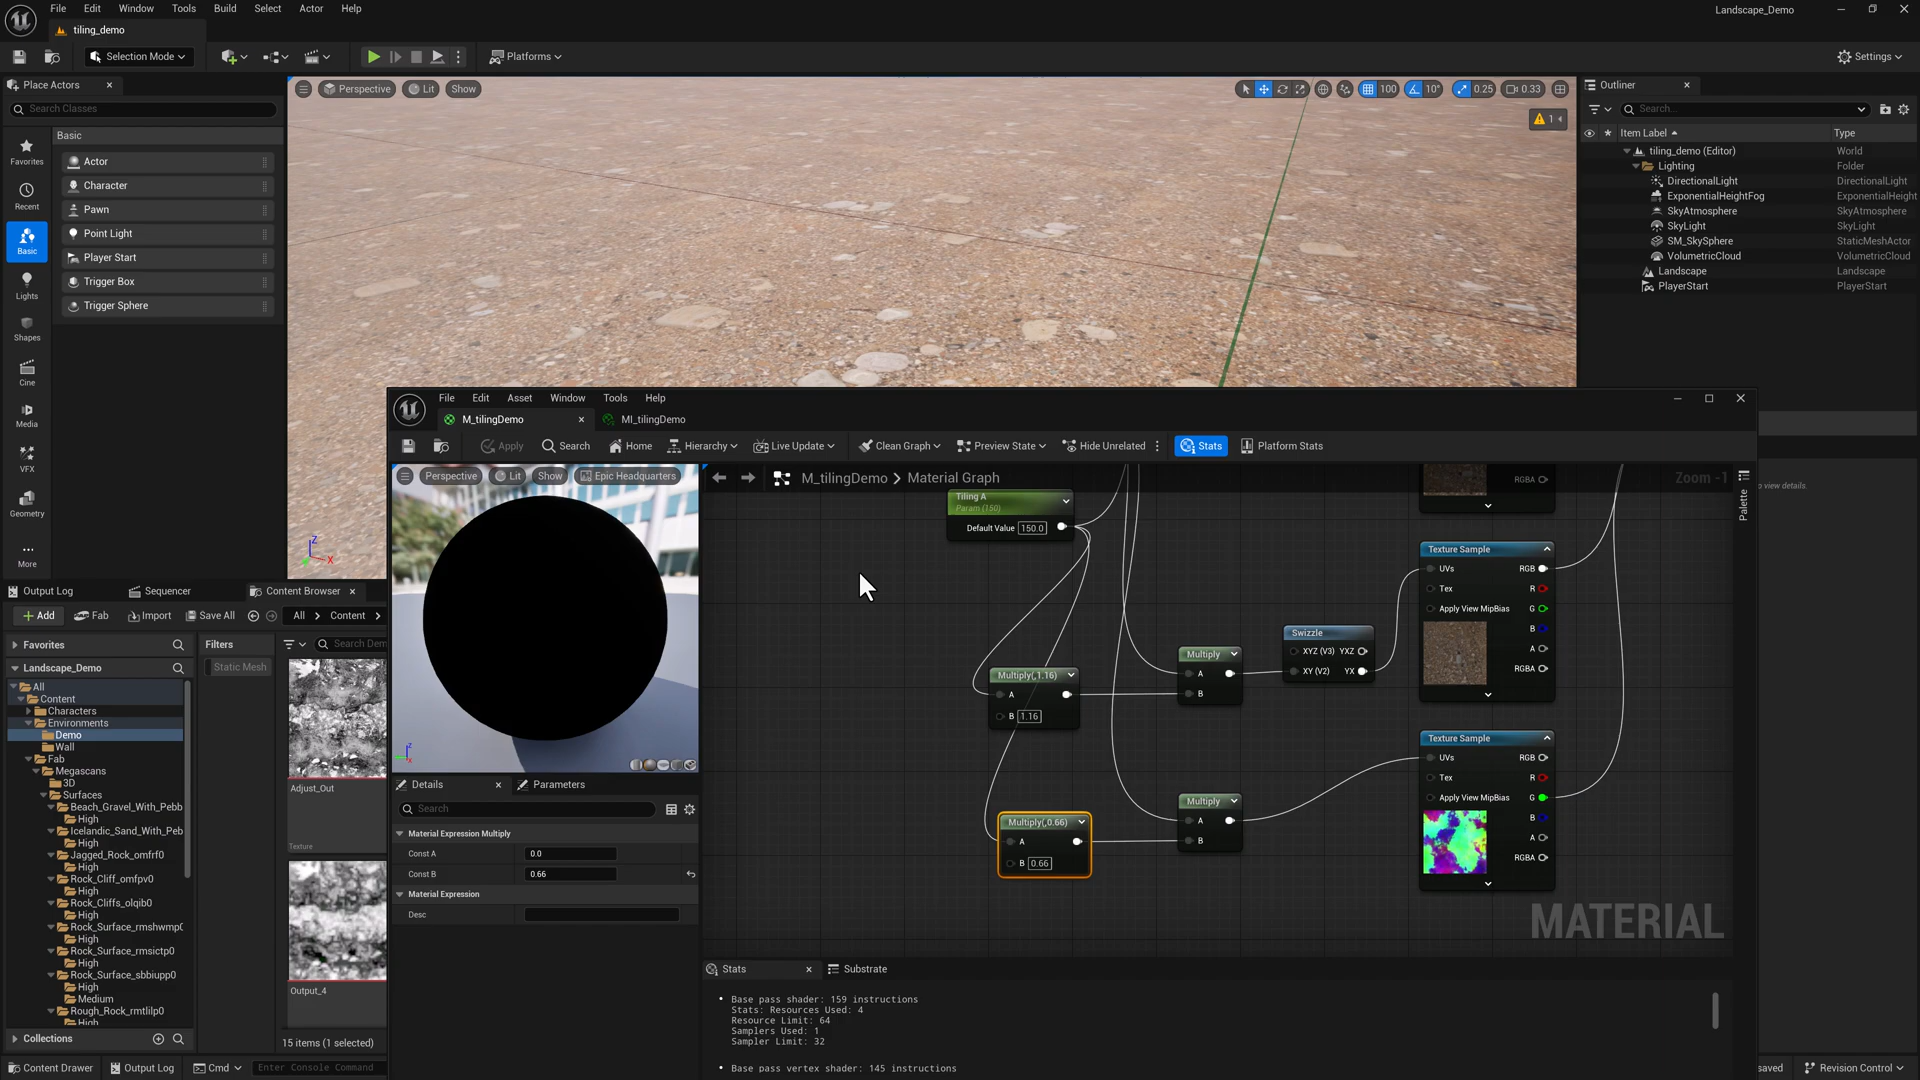 File Edit Window Tools Build Select Actor Help
Landscape_Demo
tiling_demo
Selection Mode
Platforms
Settings
Place Actors
Search Classes
Basic
Favorites
Recent
Basic
Lights
Shapes
Cine
Media
VFX
Geometry
More
Actor
Character
Pawn
Point Light
Player Start
Trigger Box
Trigger Sphere
Perspective Lit Show
100 10° 0.25 0.33
1
Outliner
Search...
Item Label Type
tiling_demo (Editor) World
Lighting Folder
DirectionalLight DirectionalLight
ExponentialHeightFog ExponentialHeight
SkyAtmosphere SkyAtmosphere
SkyLight SkyLight
SM_SkySphere StaticMeshActor
VolumetricCloud VolumetricCloud
Landscape Landscape
PlayerStart PlayerStart
File Edit Asset Window Tools Help
M_tilingDemo MI_tilingDemo
Apply Search Home Hierarchy Live Update Clean Graph Preview State Hide Unrelated Stats Platform Stats
Perspective Lit Show Epic Headquarters
M_tilingDemo > Material Graph
Zoom -1
Palette
view details.
Tiling A
Param (150)
Default Value 150.0
RGBA
Texture Sample
UVs RGB
Tex R
Apply View MipBias G
B
A
RGBA
Swizzle
XYZ (V3) YXZ
XY (V2) YX
Multiply
A
B
Multiply(,1.16)
A
B 1.16
Texture Sample
UVs RGB
Tex R
Apply View MipBias G
B
A
RGBA
Multiply
A
B
Multiply(,0.66)
A
B 0.66
MATERIAL
Z
X
Z
Output Log Sequencer Content Browser
Add Fab Import Save All All > Content >
Favorites
Landscape_Demo
All
Content
Characters
Environments
Demo
Wall
Fab
Megascans
3D
Surfaces
Beach_Gravel_With_Pebb
High
Icelandic_Sand_With_Peb
High
Jagged_Rock_omfrf0
High
Rock_Cliff_omfpv0
High
Rock_Cliffs_olqib0
High
Rock_Surface_rmshwmp0
High
Rock_Surface_rmsictp0
High
Rock_Surface_sbbiupp0
High
Medium
Rough_Rock_rmtlilp0
High
Collections
Filters
Static Mesh
Search Dem
Adjust_Out
Texture
Output_4
15 items (1 selected)
Details Parameters
Search
Material Expression Multiply
Const A 0.0
Const B 0.66
Material Expression
Desc
Stats Substrate
Base pass shader: 159 instructions
Stats: Resources Used: 4
Resource Limit: 64
Samplers Used: 1
Sampler Limit: 32
Base pass vertex shader: 145 instructions
Content Drawer Output Log Cmd Enter Console Command
saved Revision Control